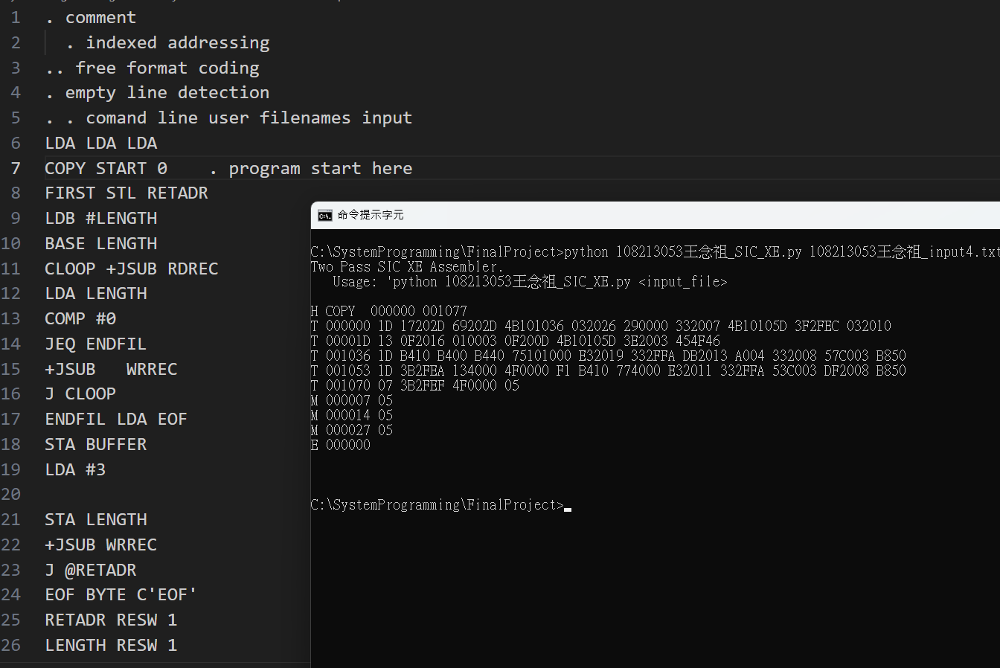 1 . comment
2 . indexed addressing
3 .. free format coding
4 . empty line detection
5 . . comand line user filenames input
6 LDA LDA LDA
7 COPY START 0 . program start here
8 FIRST STL RETADR
9 LDB #LENGTH
10 BASE LENGTH
11 CLOOP +JSUB RDREC
12 LDA LENGTH
13 COMP #0
14 JEQ ENDFIL
15 +JSUB WRREC
16 J CLOOP
17 ENDFIL LDA EOF
18 STA BUFFER
19 LDA #3
20
21 STA LENGTH
22 +JSUB WRREC
23 J @RETADR
24 EOF BYTE C'EOF'
25 RETADR RESW 1
26 LENGTH RESW 1
命令提示字元
C:\SystemProgramming\FinalProject>python 108213053王念祖_SIC_XE.py 108213053王念祖_input4.txt
Two Pass SIC XE Assembler.
Usage: 'python 108213053王念祖_SIC_XE.py <input_file>
H COPY 000000 001077
T 000000 1D 17202D 69202D 4B101036 032026 290000 332007 4B10105D 3F2FEC 032010
T 00001D 13 0F2016 010003 0F200D 4B10105D 3E2003 454F46
T 001036 1D B410 B400 B440 75101000 E32019 332FFA DB2013 A004 332008 57C003 B850
T 001053 1D 3B2FEA 134000 4F0000 F1 B410 774000 E32011 332FFA 53C003 DF2008 B850
T 001070 07 3B2FEF 4F0000 05
M 000007 05
M 000014 05
M 000027 05
E 000000
C:\SystemProgramming\FinalProject>